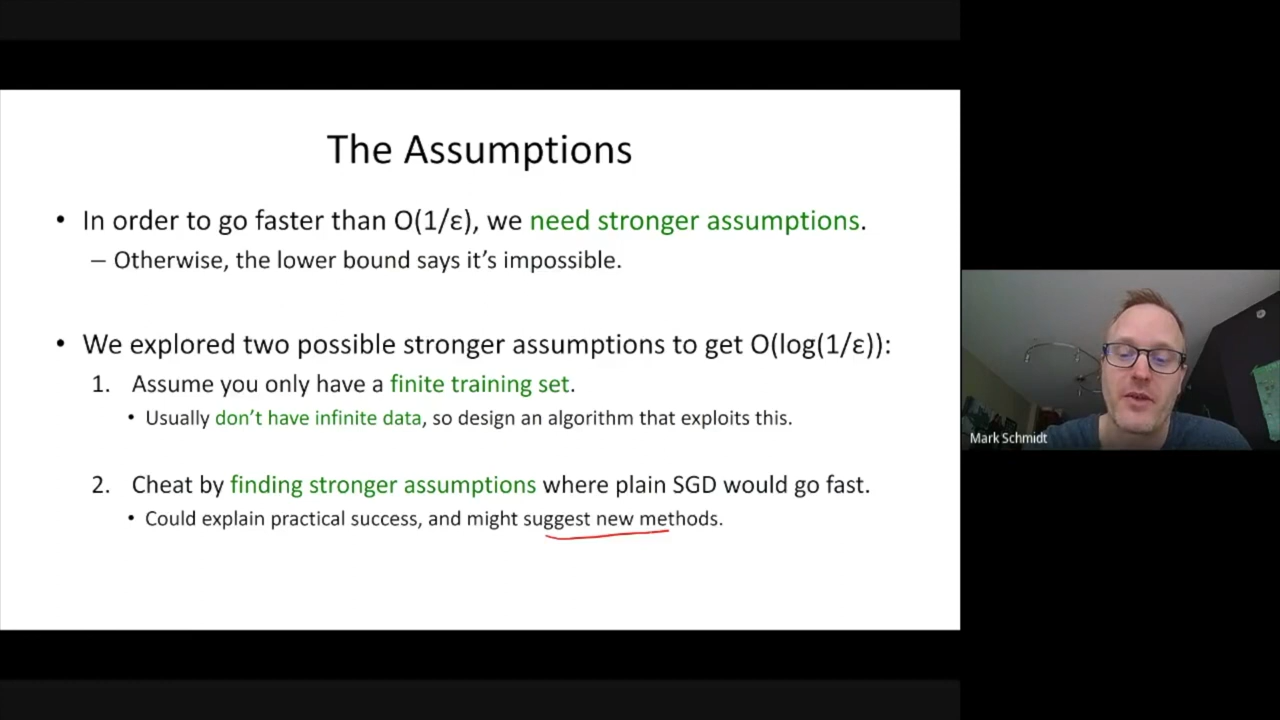 The Assumptions
• In order to go faster than O(1/ε), we need stronger assumptions.
– Otherwise, the lower bound says it's impossible.
• We explored two possible stronger assumptions to get O(log(1/ε)):
1. Assume you only have a finite training set.
• Usually don't have infinite data, so design an algorithm that exploits this.
Mark Schmidt
2. Cheat by finding stronger assumptions where plain SGD would go fast.
• Could explain practical success, and might suggest new methods.